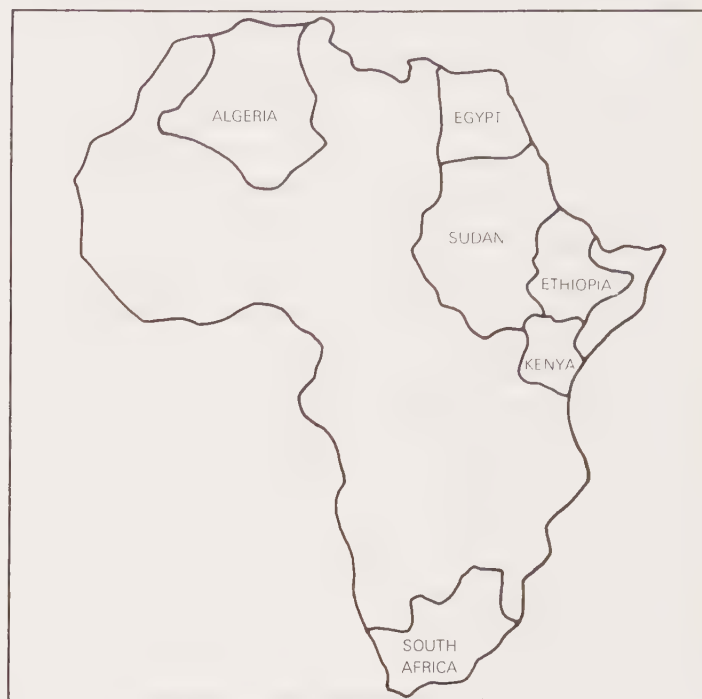 ALGERIA
EGYPT
SUDAN
ETHIOPIA
KENYA
SOUTH
AFRICA